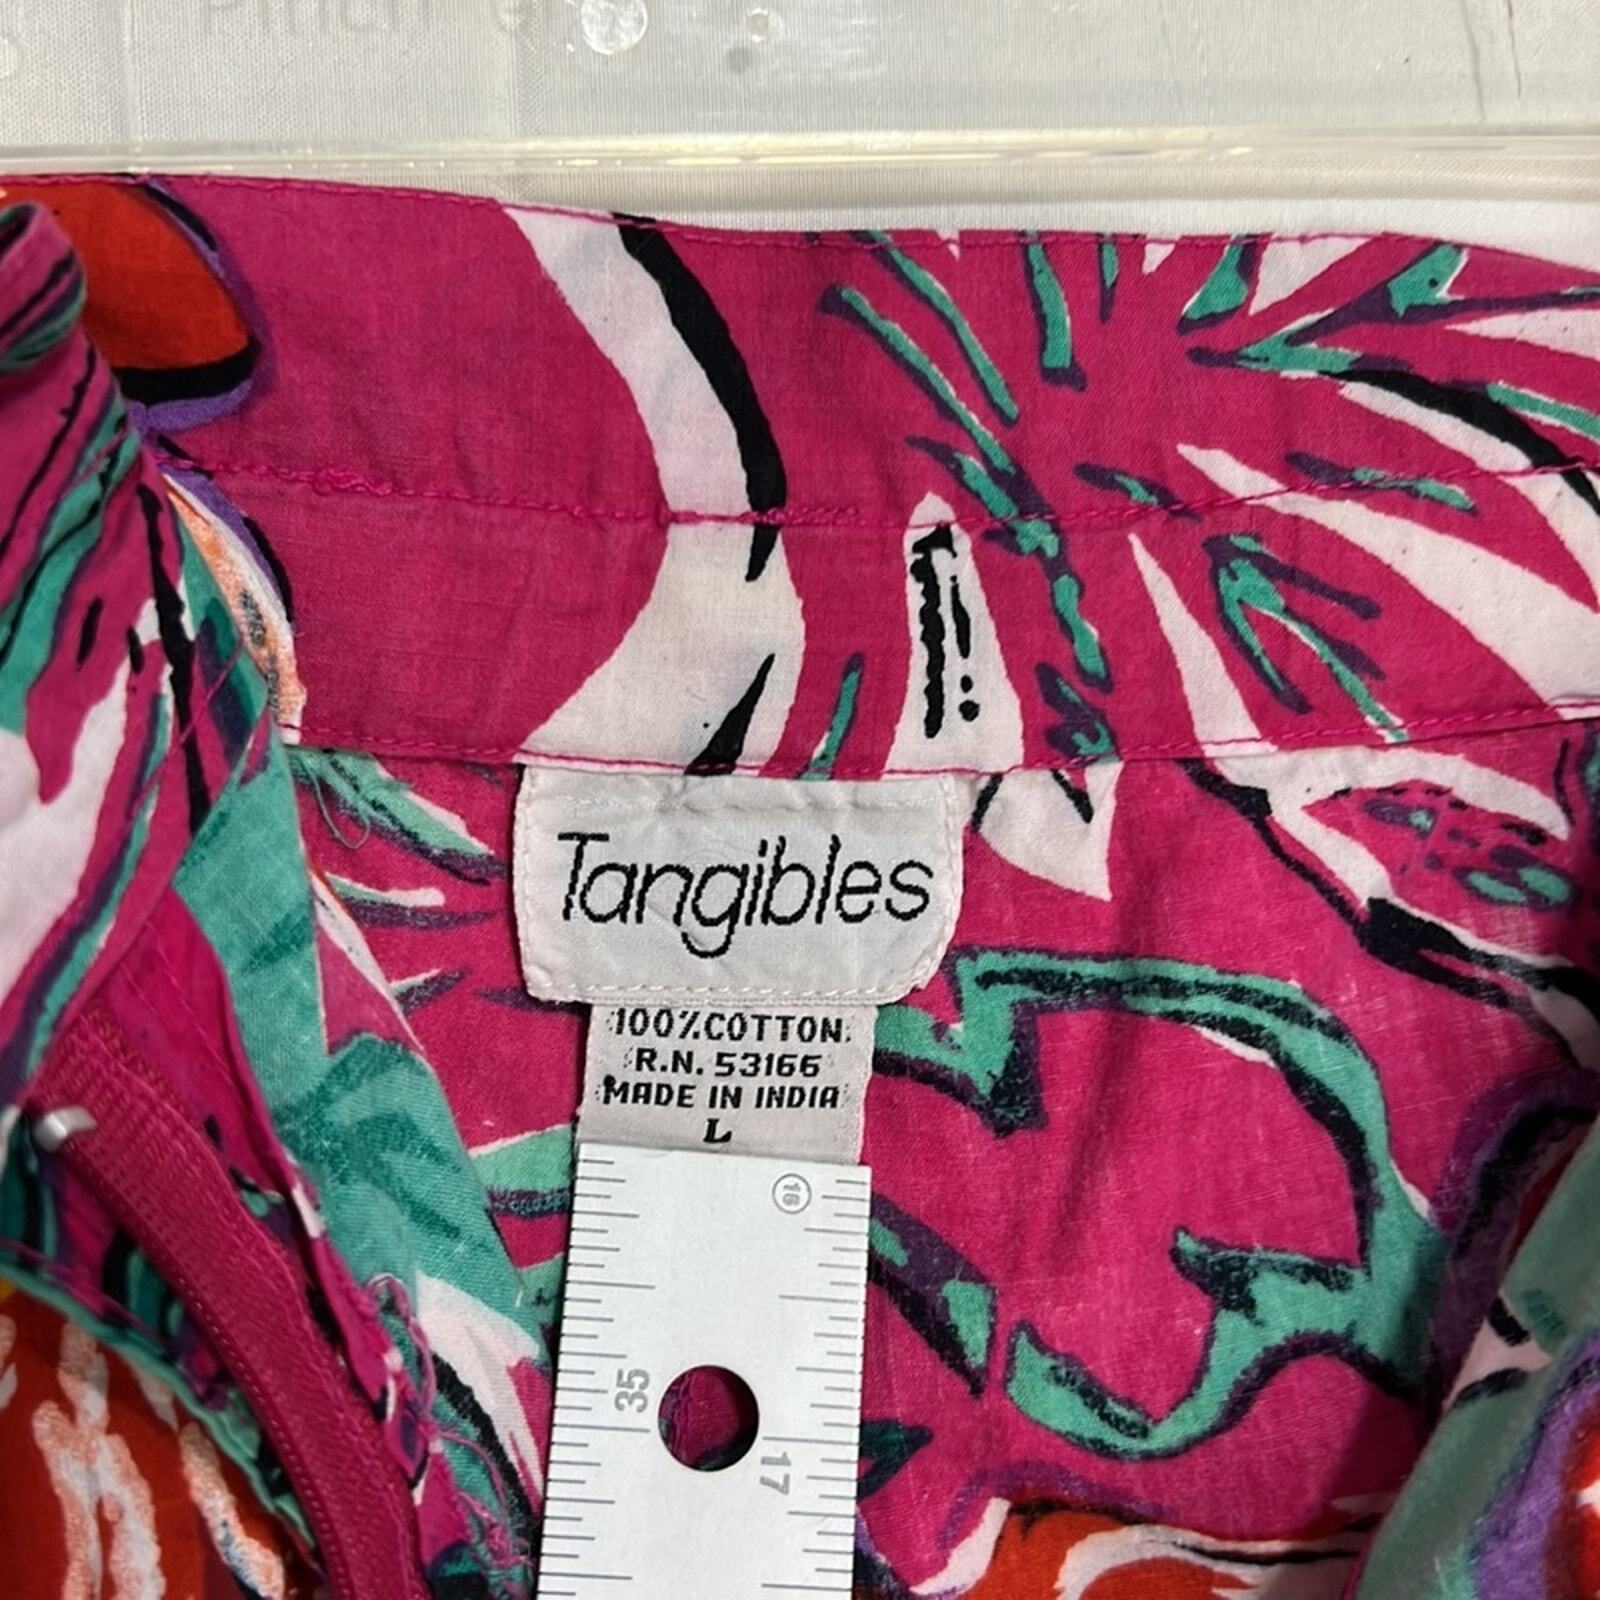 Tangibles
100% COTTON
R.N. 53166
MADE IN INDIA
L
16
35
17